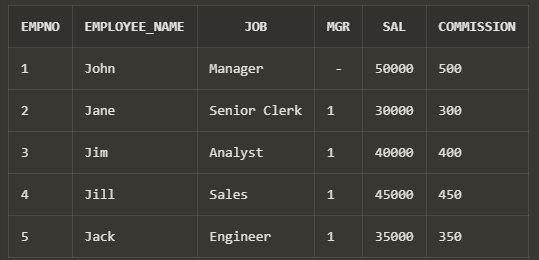 EMPNO EMPLOYEE_NAME JOB MGR SAL COMMISSION
1 John Manager - 50000 500
2 Jane Senior Clerk 1 30000 300
3 Jim Analyst 1 40000 400
4 Jill Sales 1 45000 450
5 Jack Engineer 1 35000 350